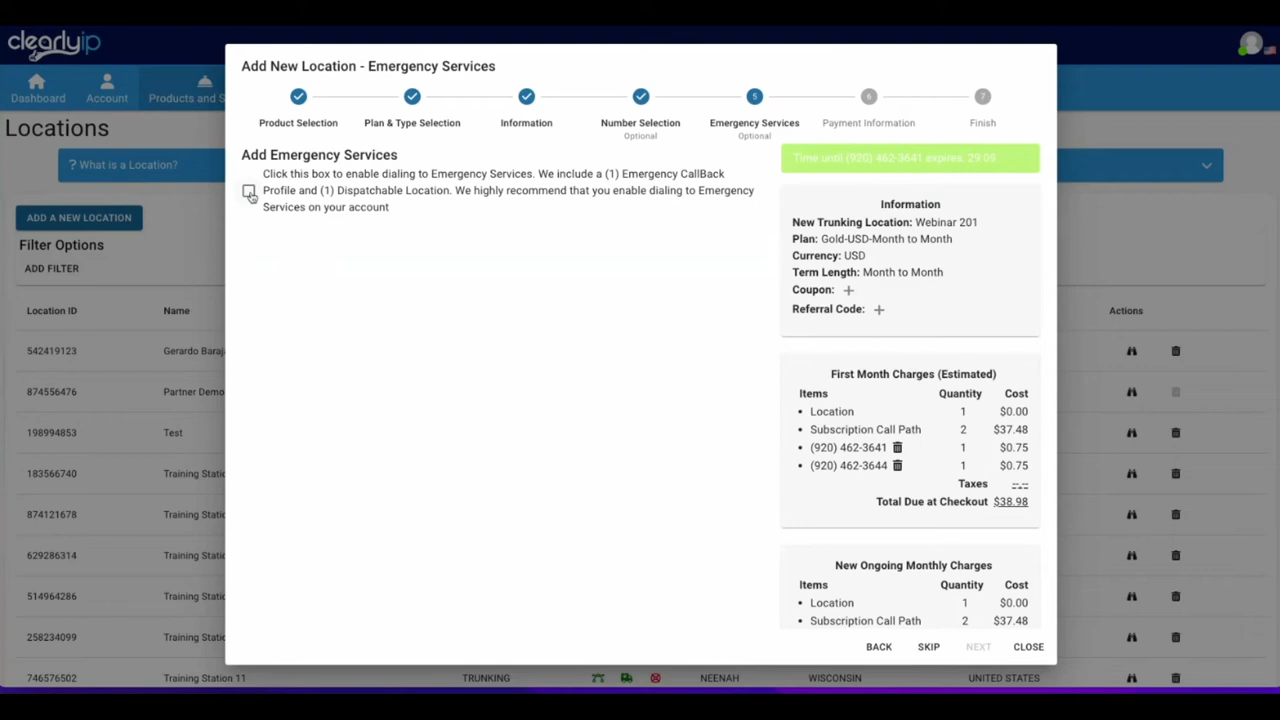 clearlyip
Dashboard
Account
Products and S
Locations
? What is a Location?
ADD A NEW LOCATION
Filter Options
ADD FILTER
Location ID Name Actions
542419123 Gerardo Baraja
874556476 Partner Demo
198994853 Test
183566740 Training Statio
874121678 Training Statio
629286314 Training Statio
514964286 Training Statio
258234099 Training Statio
746576502 Training Station 11 TRUNKING NEENAH WISCONSIN UNITED STATES
Add New Location - Emergency Services
Product Selection
Plan & Type Selection
Information
Number Selection
Optional
5
Emergency Services
Optional
6
Payment Information
7
Finish
Add Emergency Services
Click this box to enable dialing to Emergency Services. We include a (1) Emergency CallBack
Profile and (1) Dispatchable Location. We highly recommend that you enable dialing to Emergency
Services on your account
Time until (920) 462-3641 expires: 29:09
Information
New Trunking Location: Webinar 201
Plan: Gold-USD-Month to Month
Currency: USD
Term Length: Month to Month
Coupon: +
Referral Code: +
First Month Charges (Estimated)
Items Quantity Cost
• Location 1 $0.00
• Subscription Call Path 2 $37.48
• (920) 462-3641 1 $0.75
• (920) 462-3644 1 $0.75
Taxes --.--
Total Due at Checkout $38.98
New Ongoing Monthly Charges
Items Quantity Cost
• Location 1 $0.00
• Subscription Call Path 2 $37.48
BACK SKIP NEXT CLOSE